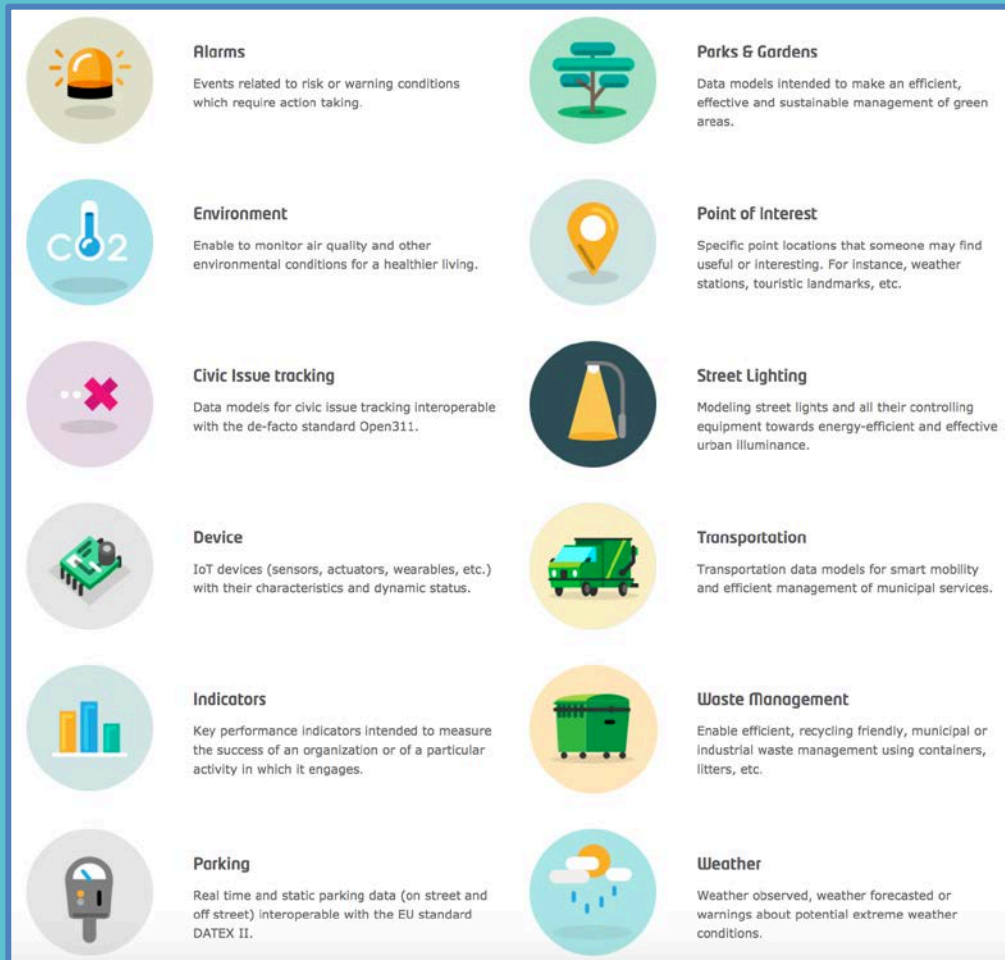 Alarms
Events related to risk or warning conditions
which require action taking.
Parks & Gardens
Data models intended to make an efficient,
effective and sustainable management of green
areas.
CO2
Environment
Enable to monitor air quality and other
environmental conditions for a healthier living.
Point of Interest
Specific point locations that someone may find
useful or interesting. For instance, weather
stations, touristic landmarks, etc.
Civic Issue tracking
Data models for civic issue tracking interoperable
with the de-facto standard Open311.
Street Lighting
Modeling street lights and all their controlling
equipment towards energy-efficient and effective
urban illuminance.
Device
IoT devices (sensors, actuators, wearables, etc.)
with their characteristics and dynamic status.
Transportation
Transportation data models for smart mobility
and efficient management of municipal services.
Indicators
Key performance indicators intended to measure
the success of an organization or of a particular
activity in which it engages.
Waste Management
Enable efficient, recycling friendly, municipal or
industrial waste management using containers,
litters, etc.
Parking
Real time and static parking data (on street and
off street) interoperable with the EU standard
DATEX II.
Weather
Weather observed, weather forecasted or
warnings about potential extreme weather
conditions.